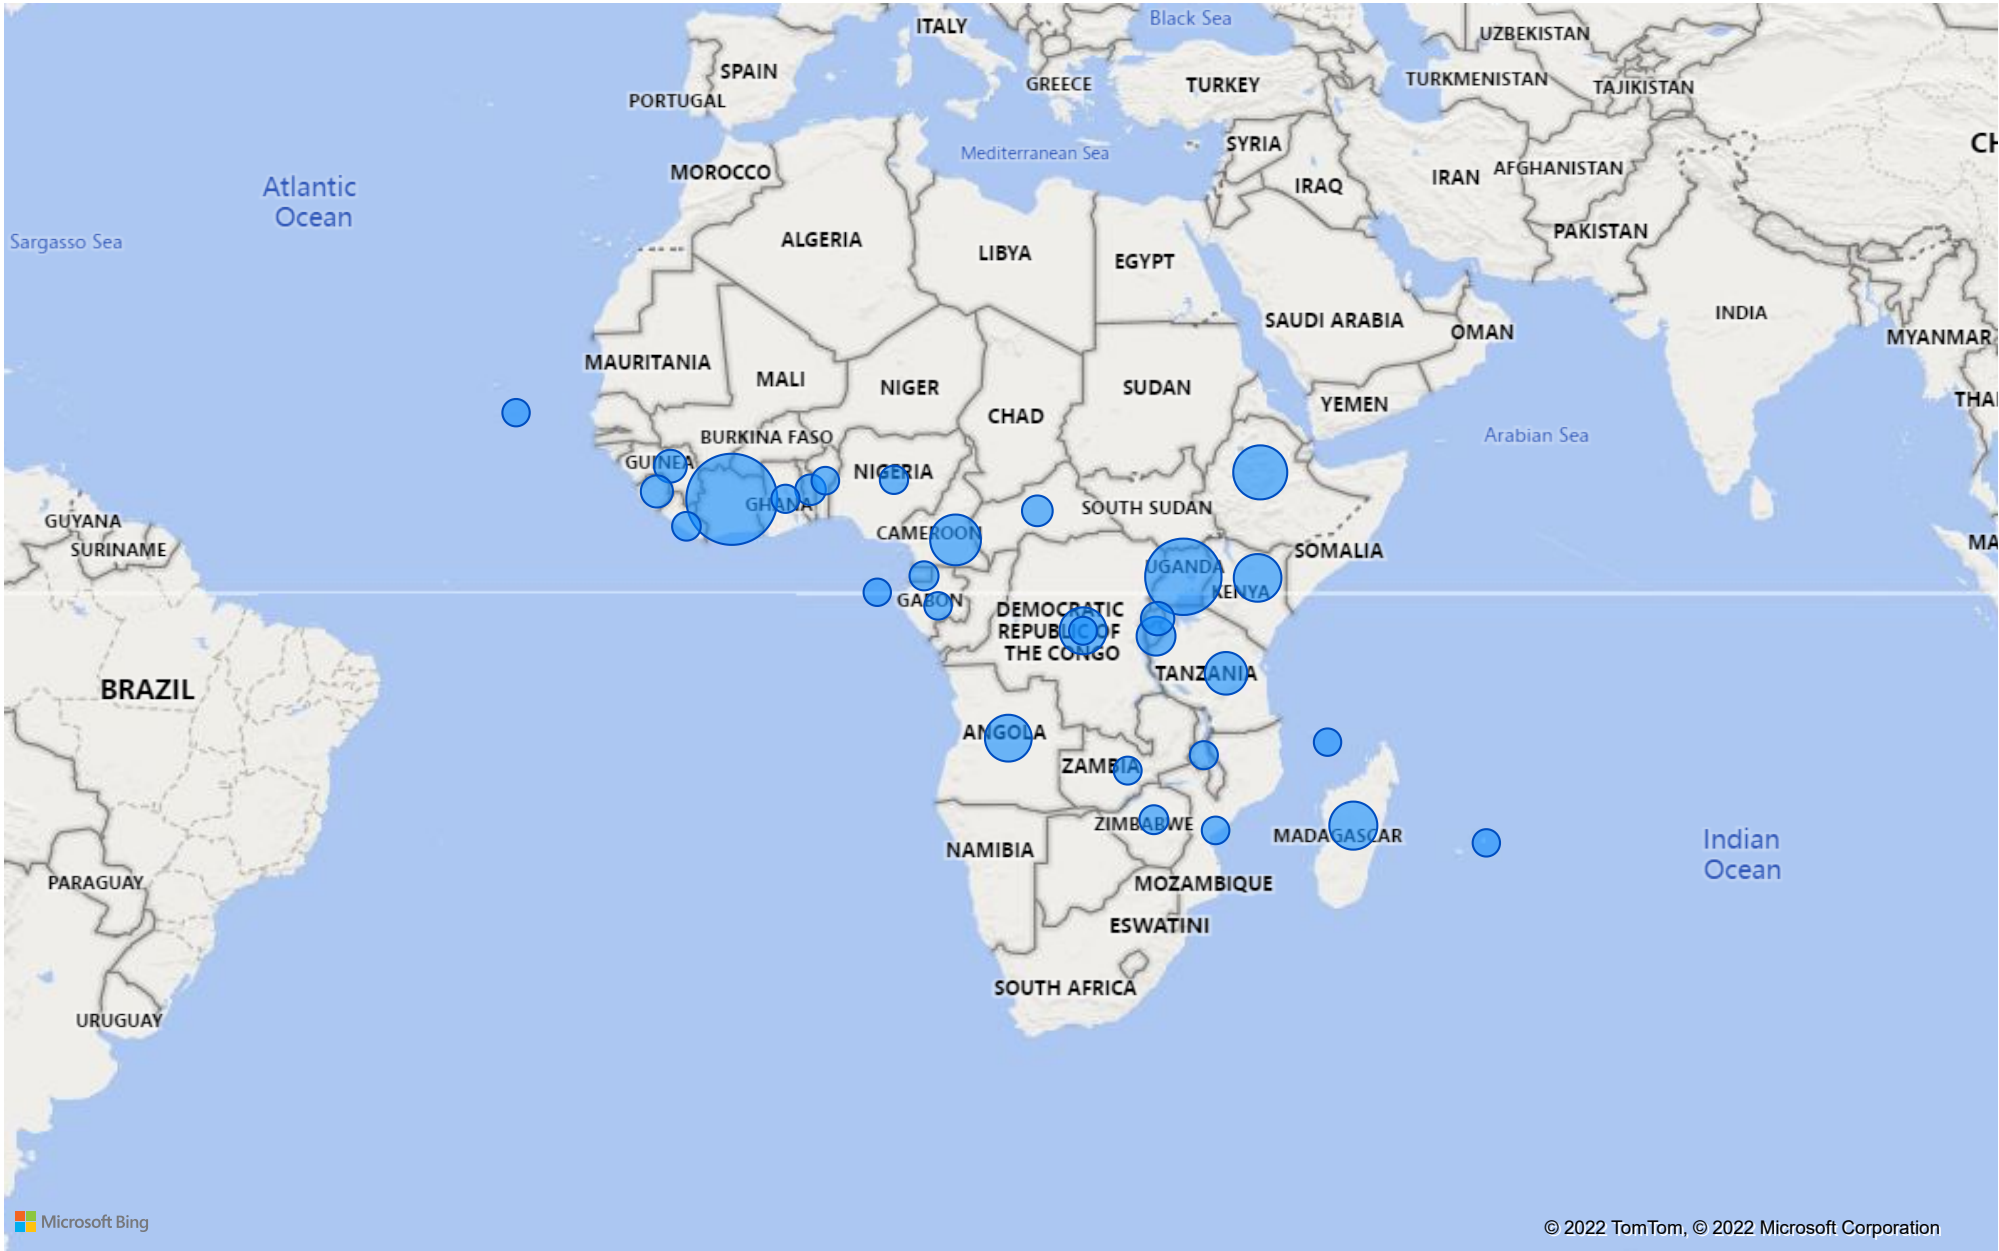 ITALY
Black Sea
UZBEKISTAN
SPAIN
GREECE
TURKEY
TURKMENISTAN
TAJIKISTAN
PORTUGAL
SYRIA
Mediterranean Sea
CH
MOROCCO
IRAQ
IRAN
AFGHANISTAN
Atlantic
Ocean
Sargasso Sea
ALGERIA
LIBYA
EGYPT
PAKISTAN
SAUDI ARABIA
OMAN
INDIA
MYANMAR
MAURITANIA
MALI
NIGER
SUDAN
CHAD
YEMEN
THAI
BURKINA FASO
Arabian Sea
GUINEA
NIGERIA
GHANA
SOUTH SUDAN
GUYANA
CAMEROON
SURINAME
SOMALIA
MA
UGANDA
KENYA
GABON
DEMOCRATIC
REPUBLIC OF
THE CONGO
TANZANIA
BRAZIL
ANGOLA
ZAMBIA
ZIMBABWE
MADAGASCAR
Indian
Ocean
NAMIBIA
PARAGUAY
MOZAMBIQUE
ESWATINI
SOUTH AFRICA
URUGUAY
Microsoft Bing
© 2022 TomTom, © 2022 Microsoft Corporation